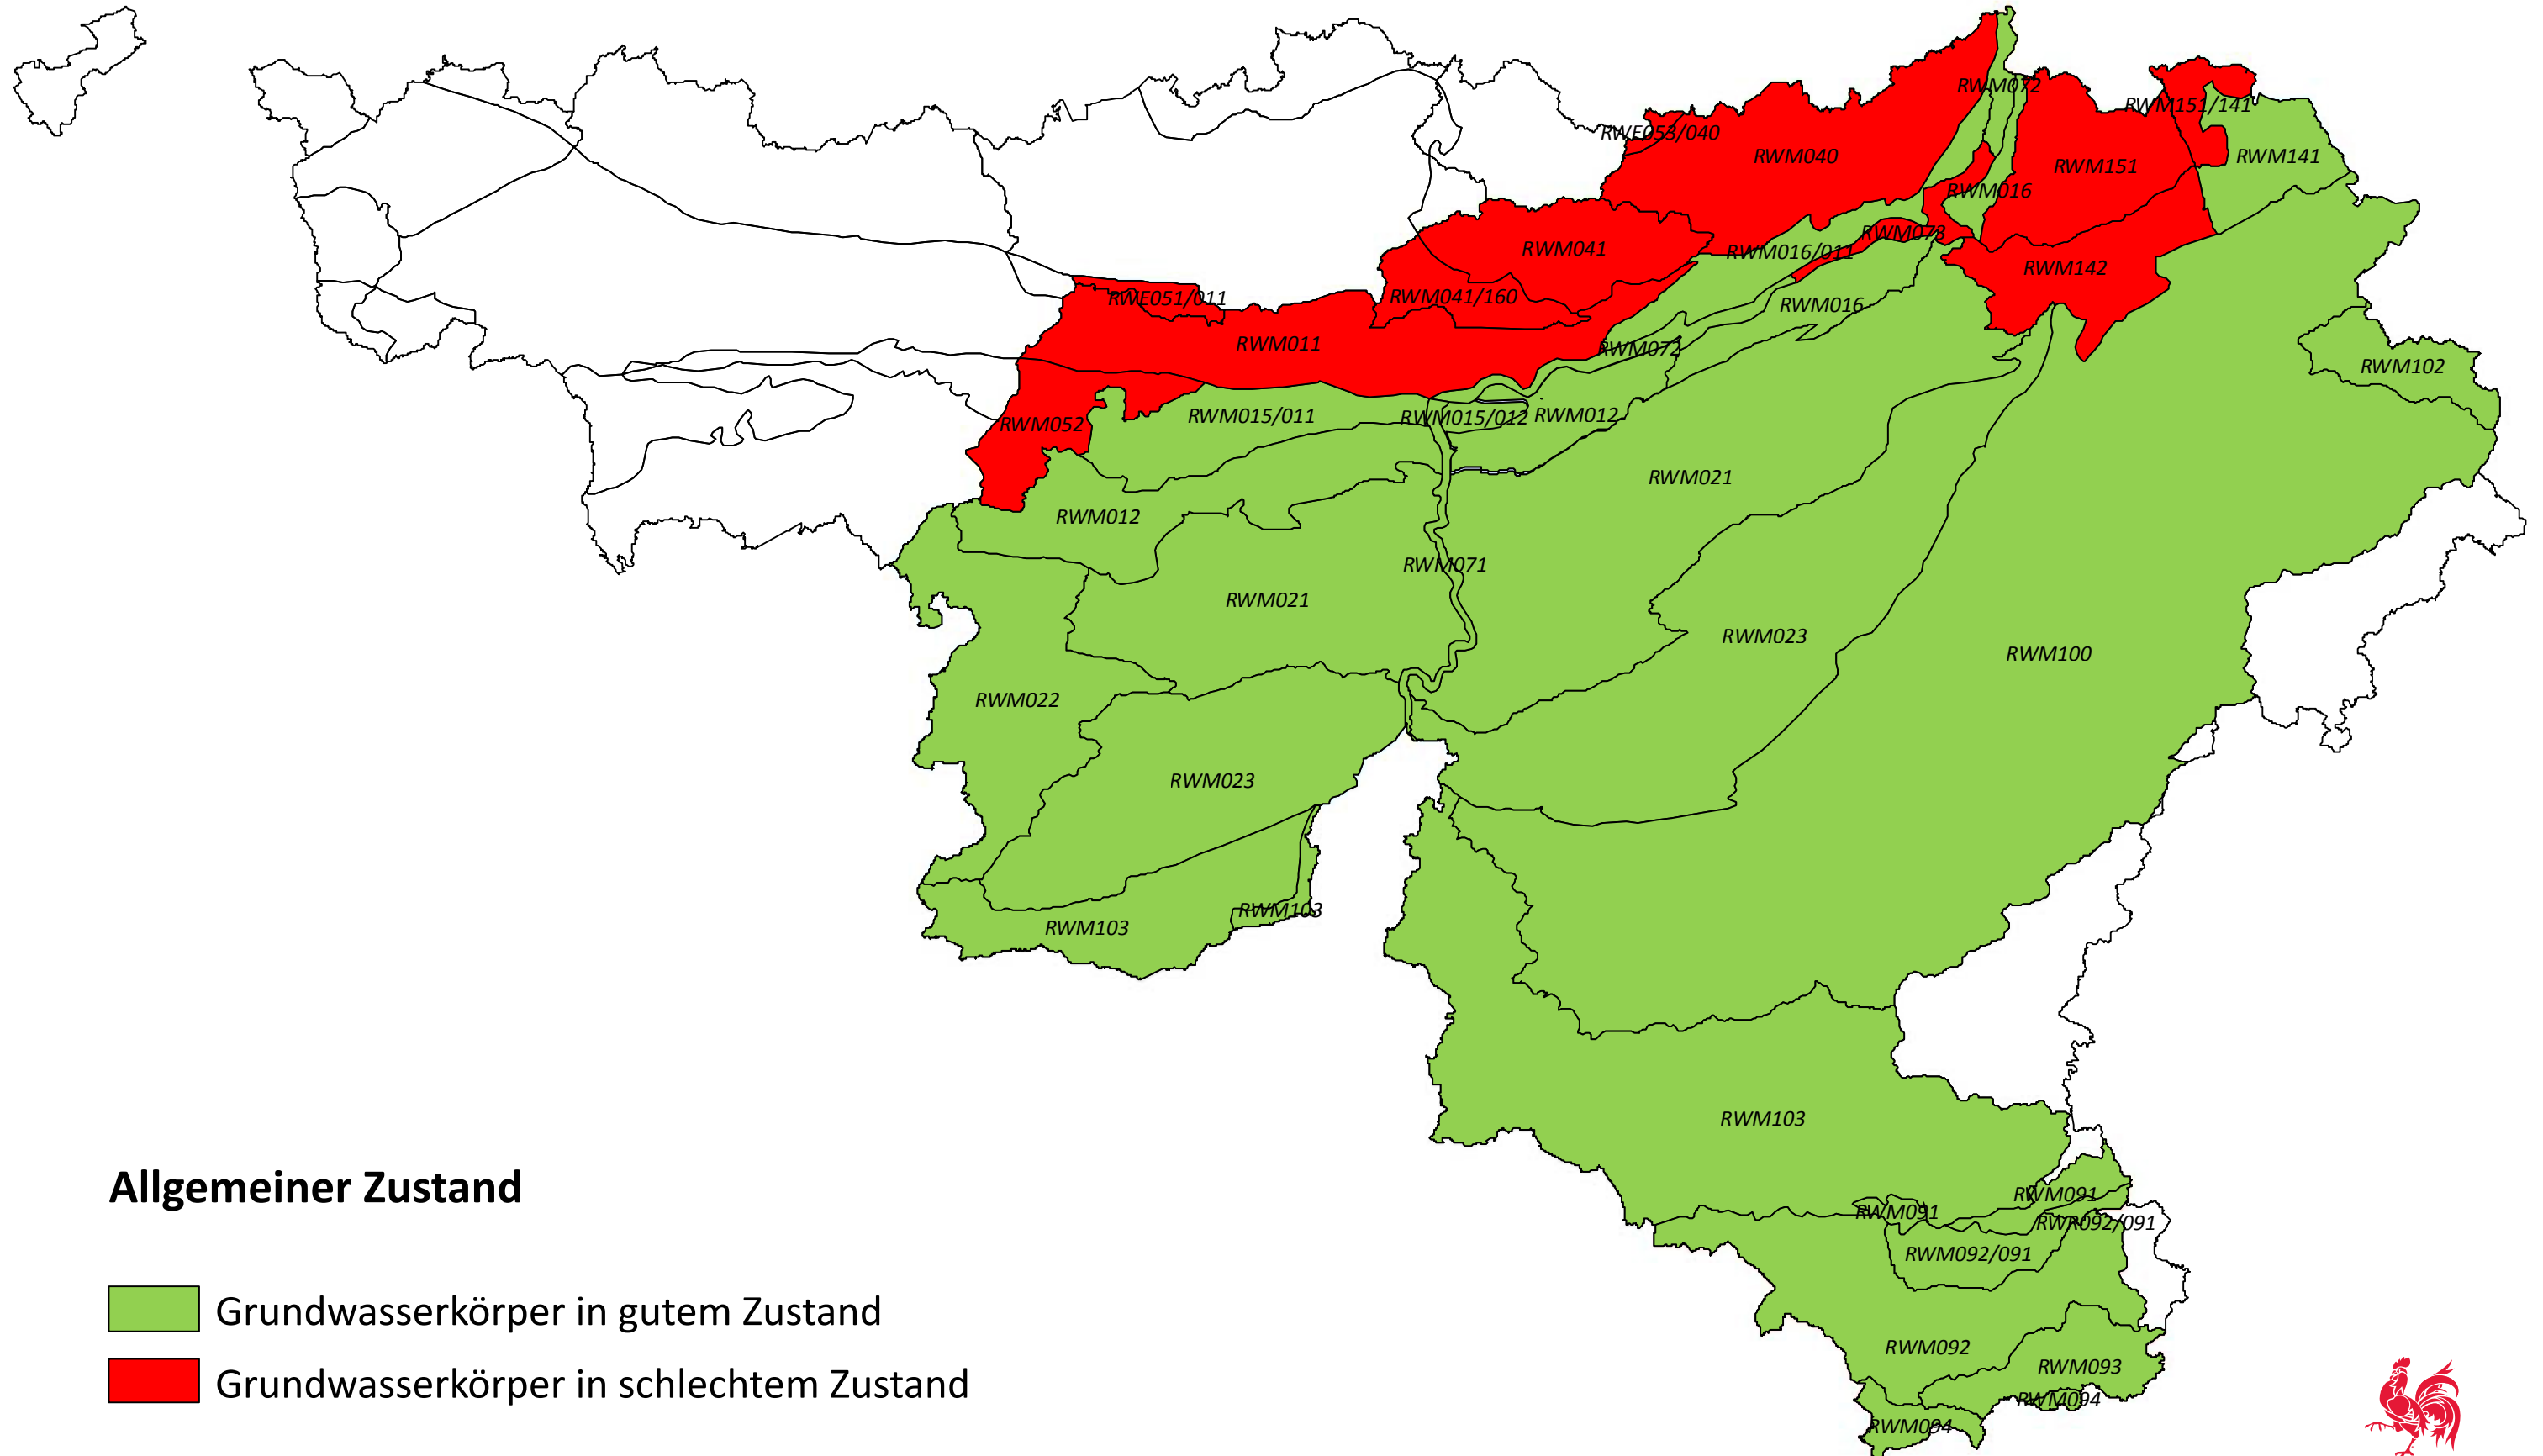 RWM072
RWM151/141
RWE053/040
RWM040
RWM151
RWM141
RWM016
RWM073
RWM041
RWM016/011
RWM142
RWE051/011
RWM041/160
RWM016
RWM011
RWM072
RWM102
RWM052
RWM015/011
RWM015/012
RWM012
RWM021
RWM012
RWM071
RWM021
RWM023
RWM100
RWM022
RWM023
RWM103
RWM103
RWM103
RWM091
RWM091
RWR092/091
RWM092/091
RWM092
RWM093
RWM094
RWM094
Allgemeiner Zustand
Grundwasserkörper in gutem Zustand
Grundwasserkörper in schlechtem Zustand